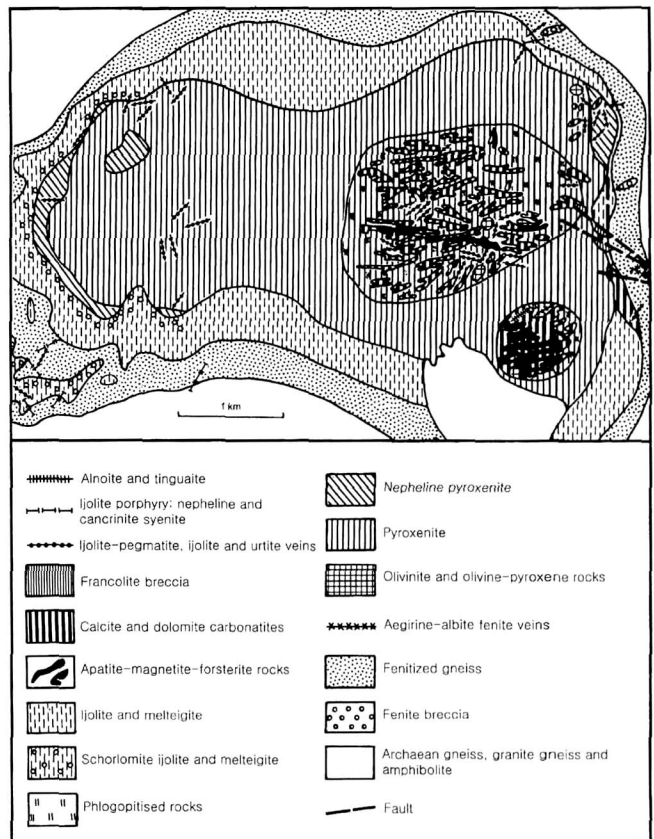 1 km
Alnoite and tinguaite
Ijolite porphyry: nepheline and
cancrinite syenite
Ijolite-pegmatite, ijolite and urtite veins
Francolite breccia
Calcite and dolomite carbonatites
Apatite-magnetite-forsterite rocks
Ijolite and melteigite
Schorlomite ijolite and melteigite
Phlogopitised rocks
Nepheline pyroxenite
Pyroxenite
Olivinite and olivine-pyroxene rocks
Aegirine-albite fenite veins
Fenitized gneiss
Fenite breccia
Archaean gneiss, granite gneiss and
amphibolite
Fault